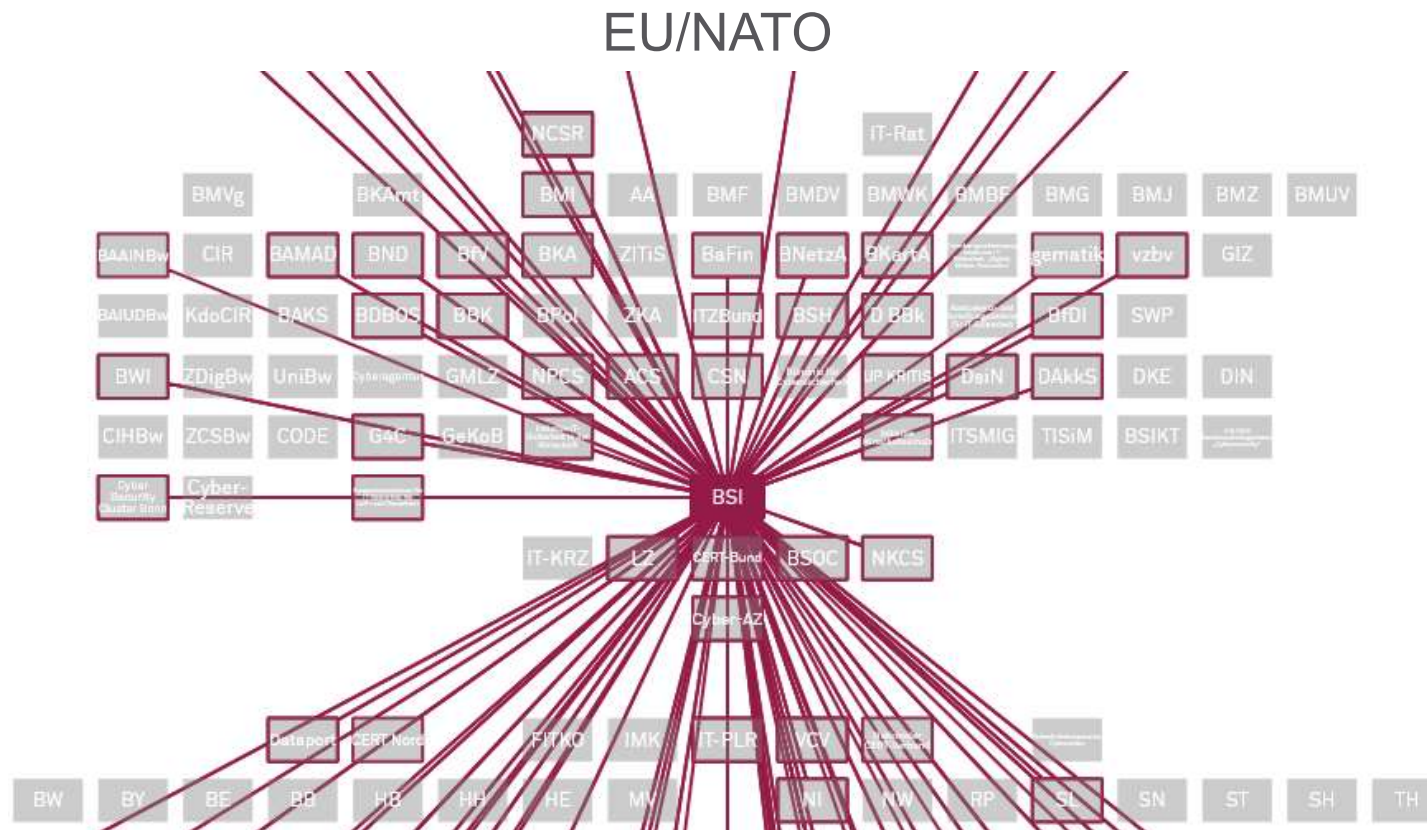 EU/NATO
NCSR IT-Rat
BMVg BKAmt BMI AA BMF BMDV BMWK BMBF BMG BMJ BMZ BMUV
BAAINBw CIR BAMAD BND BfV BKA ZITiS BaFin BNetzA BKartA gematik vzbv GIZ
BAIUDBw KdoCIR BAKS BDBOS BBK BPol ZKA ITZBund BSH D BBk BfDI SWP
BWI ZDigBw UniBw Cyberagentur GMLZ NPCS ACS CSN UP KRITIS DsiN DAkkS DKE DIN
CIHBw ZCSBw CODE G4C GeKoB ITSMIG TISiM BSIKT
Cyber Security Cluster Bonn Cyber-Reserve BSI
IT-KRZ LZ CERT-Bund BSOC NKCS
Cyber-AZ
Dataport CERT Nord FITKO IMK IT-PLR VCV
BW BY BE BB HB HH HE MV NI NW RP SL SN ST SH TH